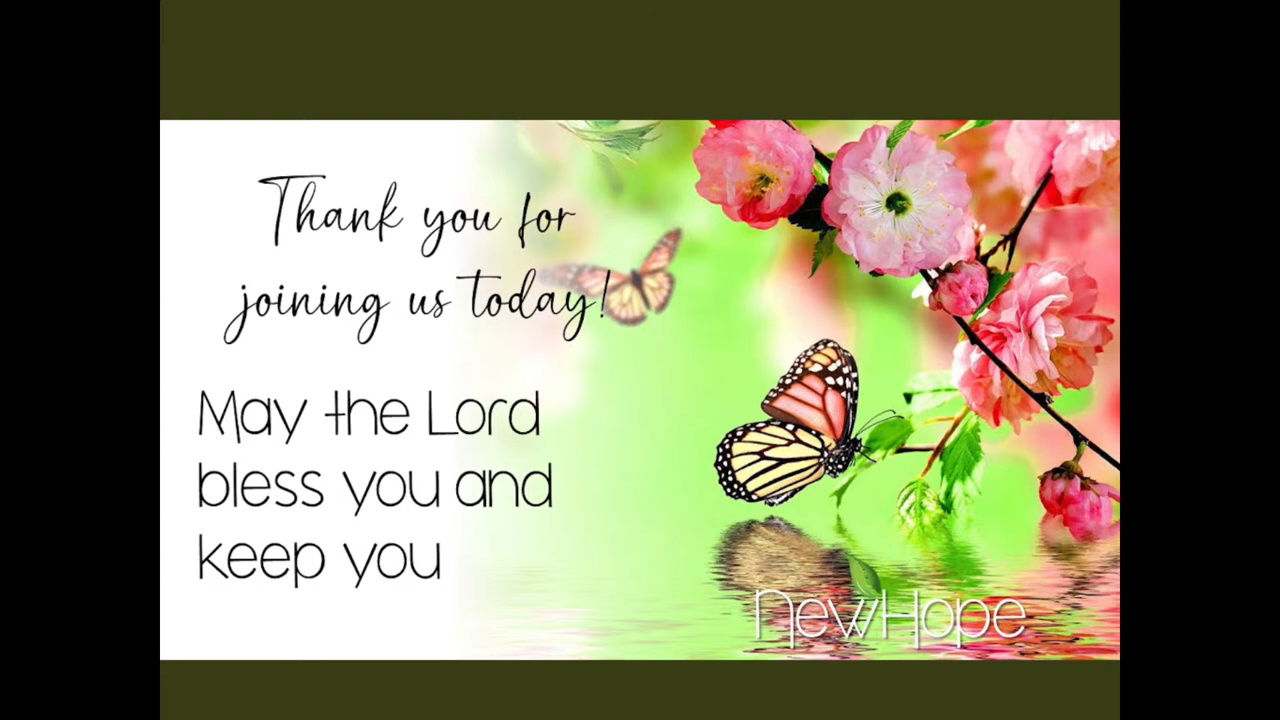 Thank you for
joining us today!
May the Lord
bless you and
keep you
NewHope